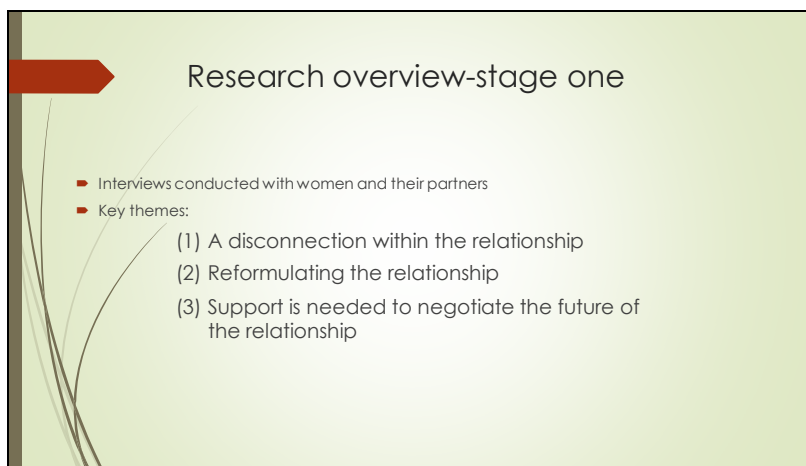 Research overview-stage one
Interviews conducted with women and their partners
Key themes:
(1) A disconnection within the relationship
(2) Reformulating the relationship
(3) Support is needed to negotiate the future of
the relationship